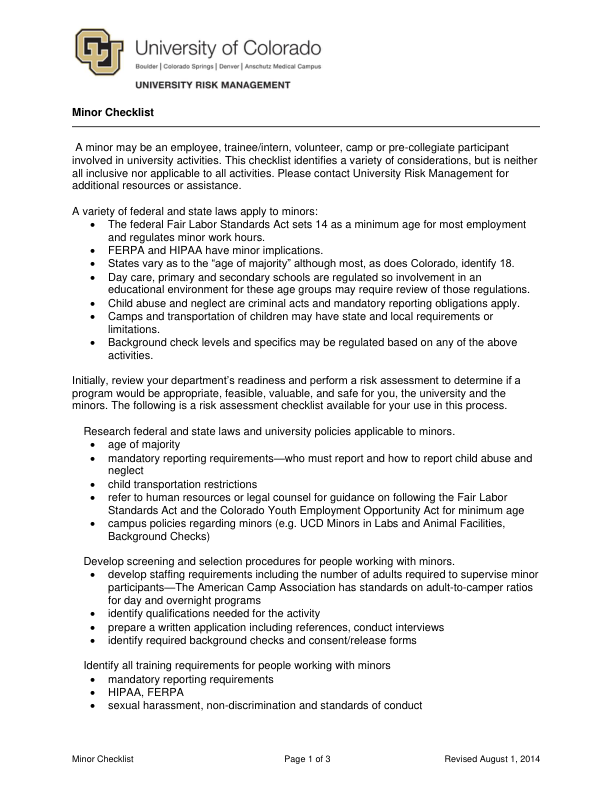 University of Colorado
Boulder | Colorado Springs | Denver | Anschutz Medical Campus
UNIVERSITY RISK MANAGEMENT
Minor Checklist
A minor may be an employee, trainee/intern, volunteer, camp or pre-collegiate participant
involved in university activities. This checklist identifies a variety of considerations, but is neither
all inclusive nor applicable to all activities. Please contact University Risk Management for
additional resources or assistance.
A variety of federal and state laws apply to minors:
• The federal Fair Labor Standards Act sets 14 as a minimum age for most employment
and regulates minor work hours.
• FERPA and HIPAA have minor implications.
• States vary as to the “age of majority” although most, as does Colorado, identify 18.
• Day care, primary and secondary schools are regulated so involvement in an
educational environment for these age groups may require review of those regulations.
• Child abuse and neglect are criminal acts and mandatory reporting obligations apply.
• Camps and transportation of children may have state and local requirements or
limitations.
• Background check levels and specifics may be regulated based on any of the above
activities.
Initially, review your department’s readiness and perform a risk assessment to determine if a
program would be appropriate, feasible, valuable, and safe for you, the university and the
minors. The following is a risk assessment checklist available for your use in this process.
Research federal and state laws and university policies applicable to minors.
• age of majority
• mandatory reporting requirements—who must report and how to report child abuse and
neglect
• child transportation restrictions
• refer to human resources or legal counsel for guidance on following the Fair Labor
Standards Act and the Colorado Youth Employment Opportunity Act for minimum age
• campus policies regarding minors (e.g. UCD Minors in Labs and Animal Facilities,
Background Checks)
Develop screening and selection procedures for people working with minors.
• develop staffing requirements including the number of adults required to supervise minor
participants—The American Camp Association has standards on adult-to-camper ratios
for day and overnight programs
• identify qualifications needed for the activity
• prepare a written application including references, conduct interviews
• identify required background checks and consent/release forms
Identify all training requirements for people working with minors
• mandatory reporting requirements
• HIPAA, FERPA
• sexual harassment, non-discrimination and standards of conduct
Minor Checklist Page 1 of 3 Revised August 1, 2014